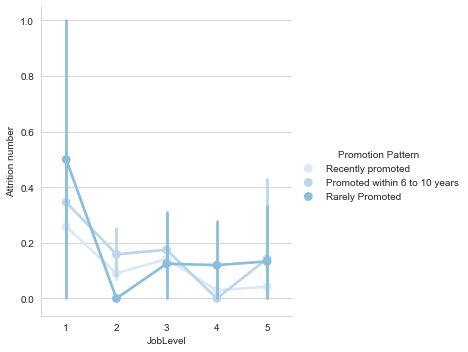 1.0
0.8
0.6
0.4
0.2
0.0
Attrition number
1 2 3 4 5
JobLevel
Promotion Pattern
Recently promoted
Promoted within 6 to 10 years
Rarely Promoted